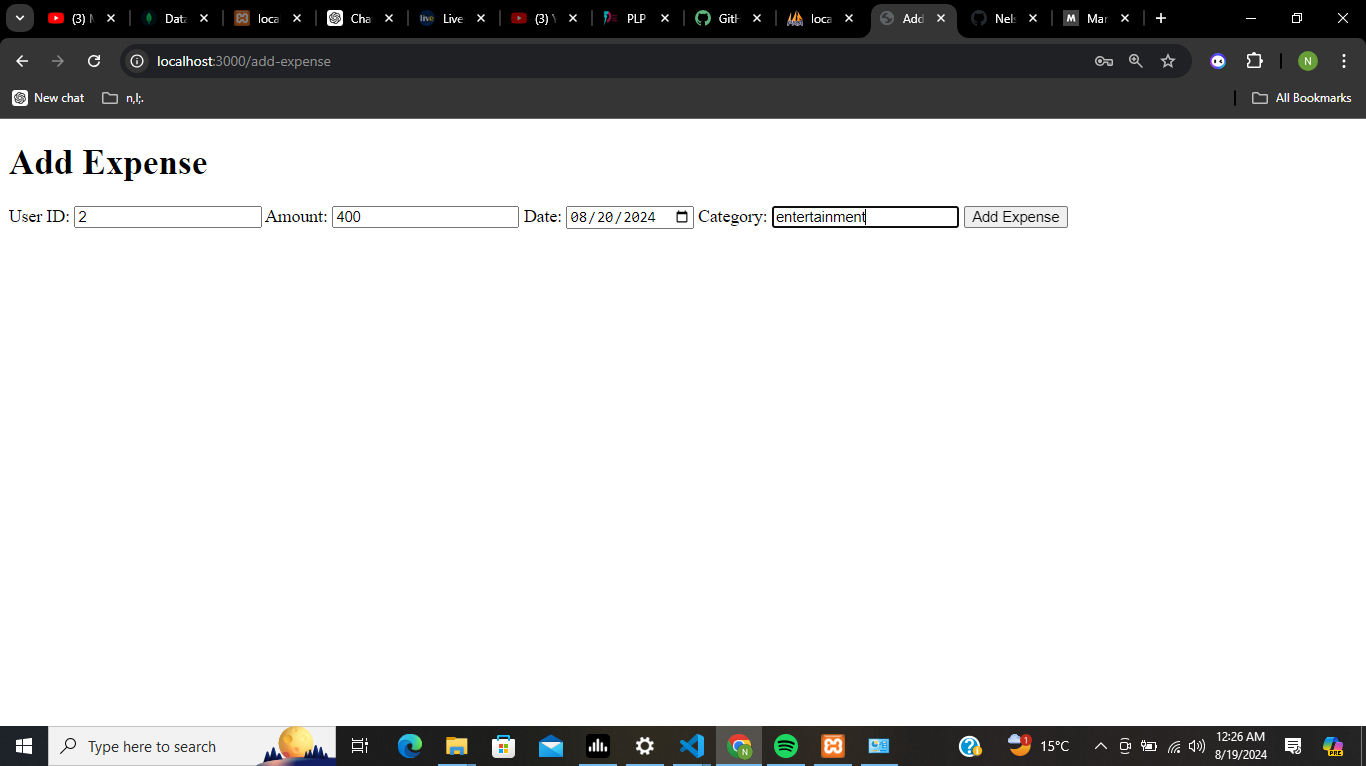 (3) M
Data
loca
Cha
Live
(3) V
PLP
GitH
loca
Add
Nels
Mar
localhost:3000/add-expense
N
New chat
n,l;.
All Bookmarks
Add Expense
User ID: 2 Amount: 400 Date: 08/20/2024 Category: entertainment Add Expense
Type here to search
15°C
12:26 AM
8/19/2024